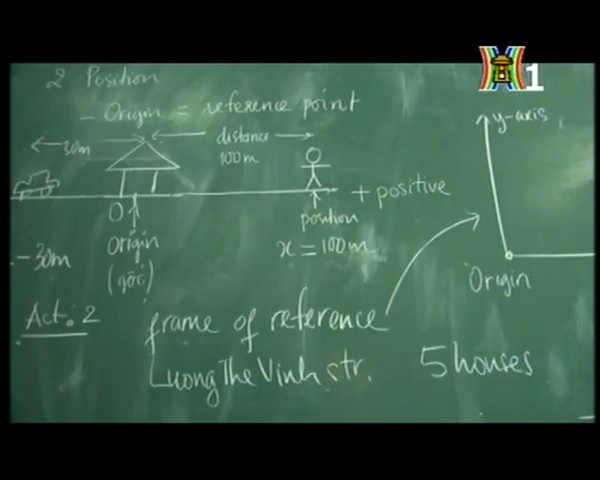 1
2 Position
- Origin = reference point
30m
distance
100m
+ positive
O
position
x = 100m
- 30m
origin
(gốc)
y-axis
Origin
Act: 2
frame of reference
Luong The Vinh str.
5 houses